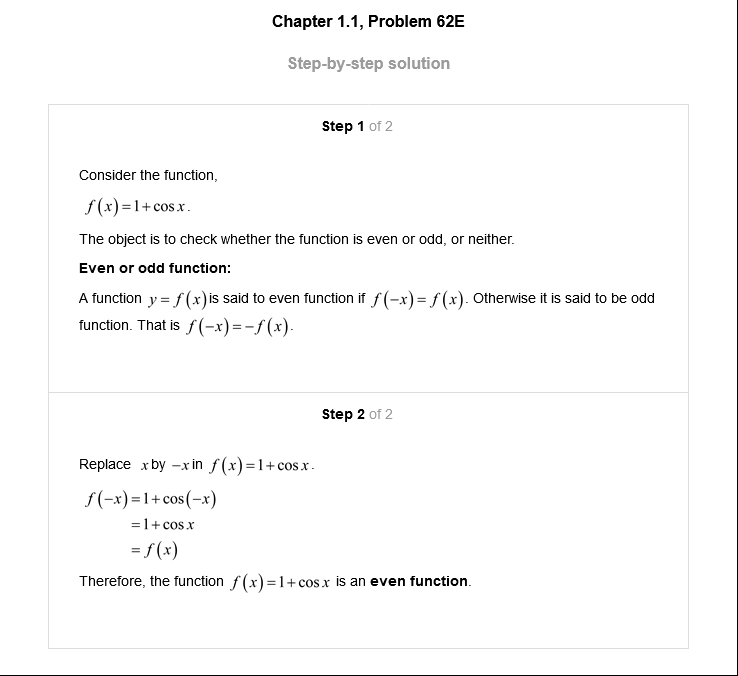 Chapter 1.1, Problem 62E
Step-by-step solution
Step 1 of 2
Consider the function,
f(x)=1+cos x.
The object is to check whether the function is even or odd, or neither.
Even or odd function:
A function y=f(x) is said to even function if f(−x)=f(x). Otherwise it is said to be odd
function. That is f(−x)=−f(x).
Step 2 of 2
Replace x by −x in f(x)=1+cos x.
f(−x)=1+cos(−x)
=1+cos x
=f(x)
Therefore, the function f(x)=1+cos x is an even function.